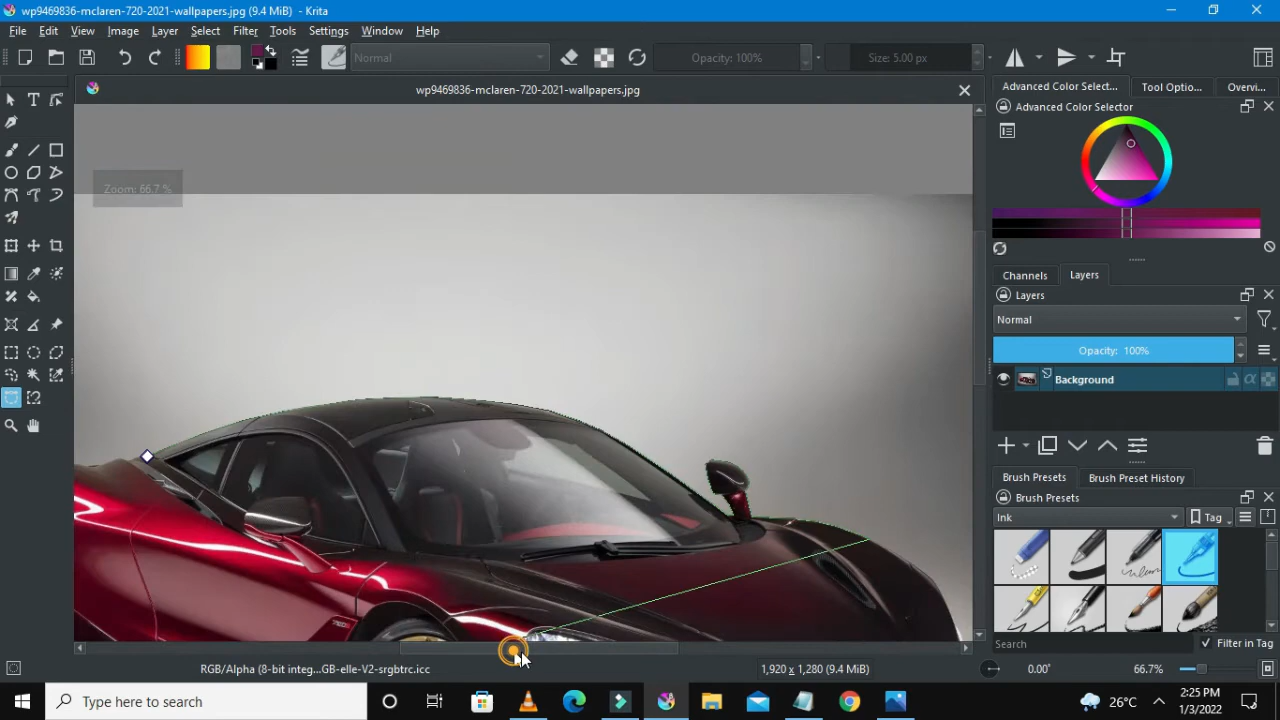 wp9469836-mclaren-720-2021-wallpapers.jpg (9.4 MiB) - Krita
File Edit View Image Layer Select Filter Tools Settings Window Help
Normal Opacity: 100% Size: 5.00 px
wp9469836-mclaren-720-2021-wallpapers.jpg
Advanced Color Select... Tool Optio... Overvi...
Advanced Color Selector
Zoom: 66.7 %
Channels Layers
Layers
Normal
Opacity: 100%
Background
Brush Presets Brush Preset History
Brush Presets
Ink Tag
Search Filter in Tag
RGB/Alpha (8-bit integ...GB-elle-V2-srgbtrc.icc 1,920 x 1,280 (9.4 MiB) 0.00° 66.7%
Type here to search 26°C 2:25 PM
1/3/2022